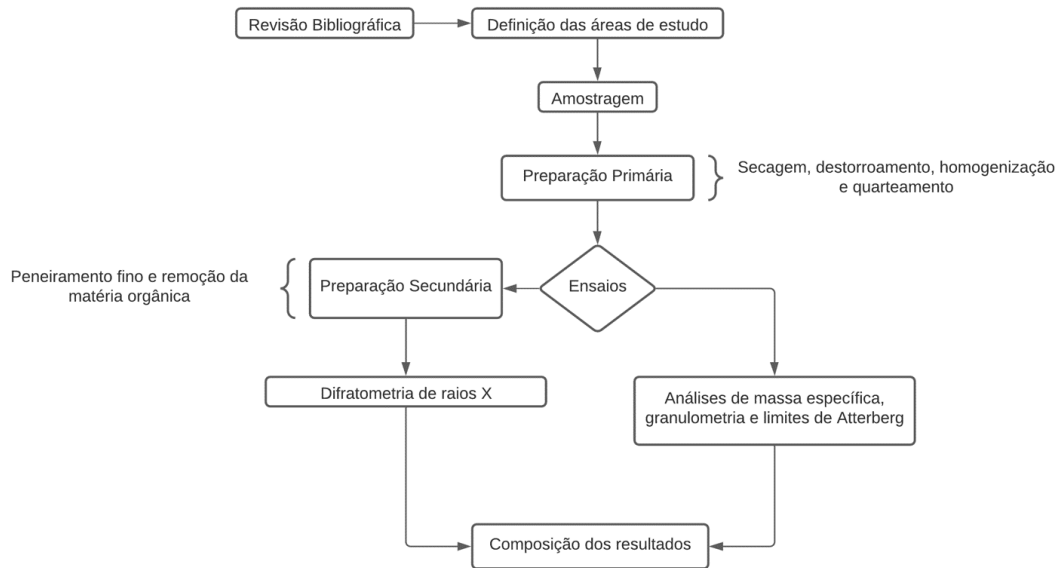 Revisão Bibliográfica
Definição das áreas de estudo
Amostragem
Preparação Primária
Secagem, destorroamento, homogenização
e quarteamento
Peneiramento fino e remoção da
matéria orgânica
Preparação Secundária
Ensaios
Difratometria de raios X
Análises de massa específica,
granulometria e limites de Atterberg
Composição dos resultados